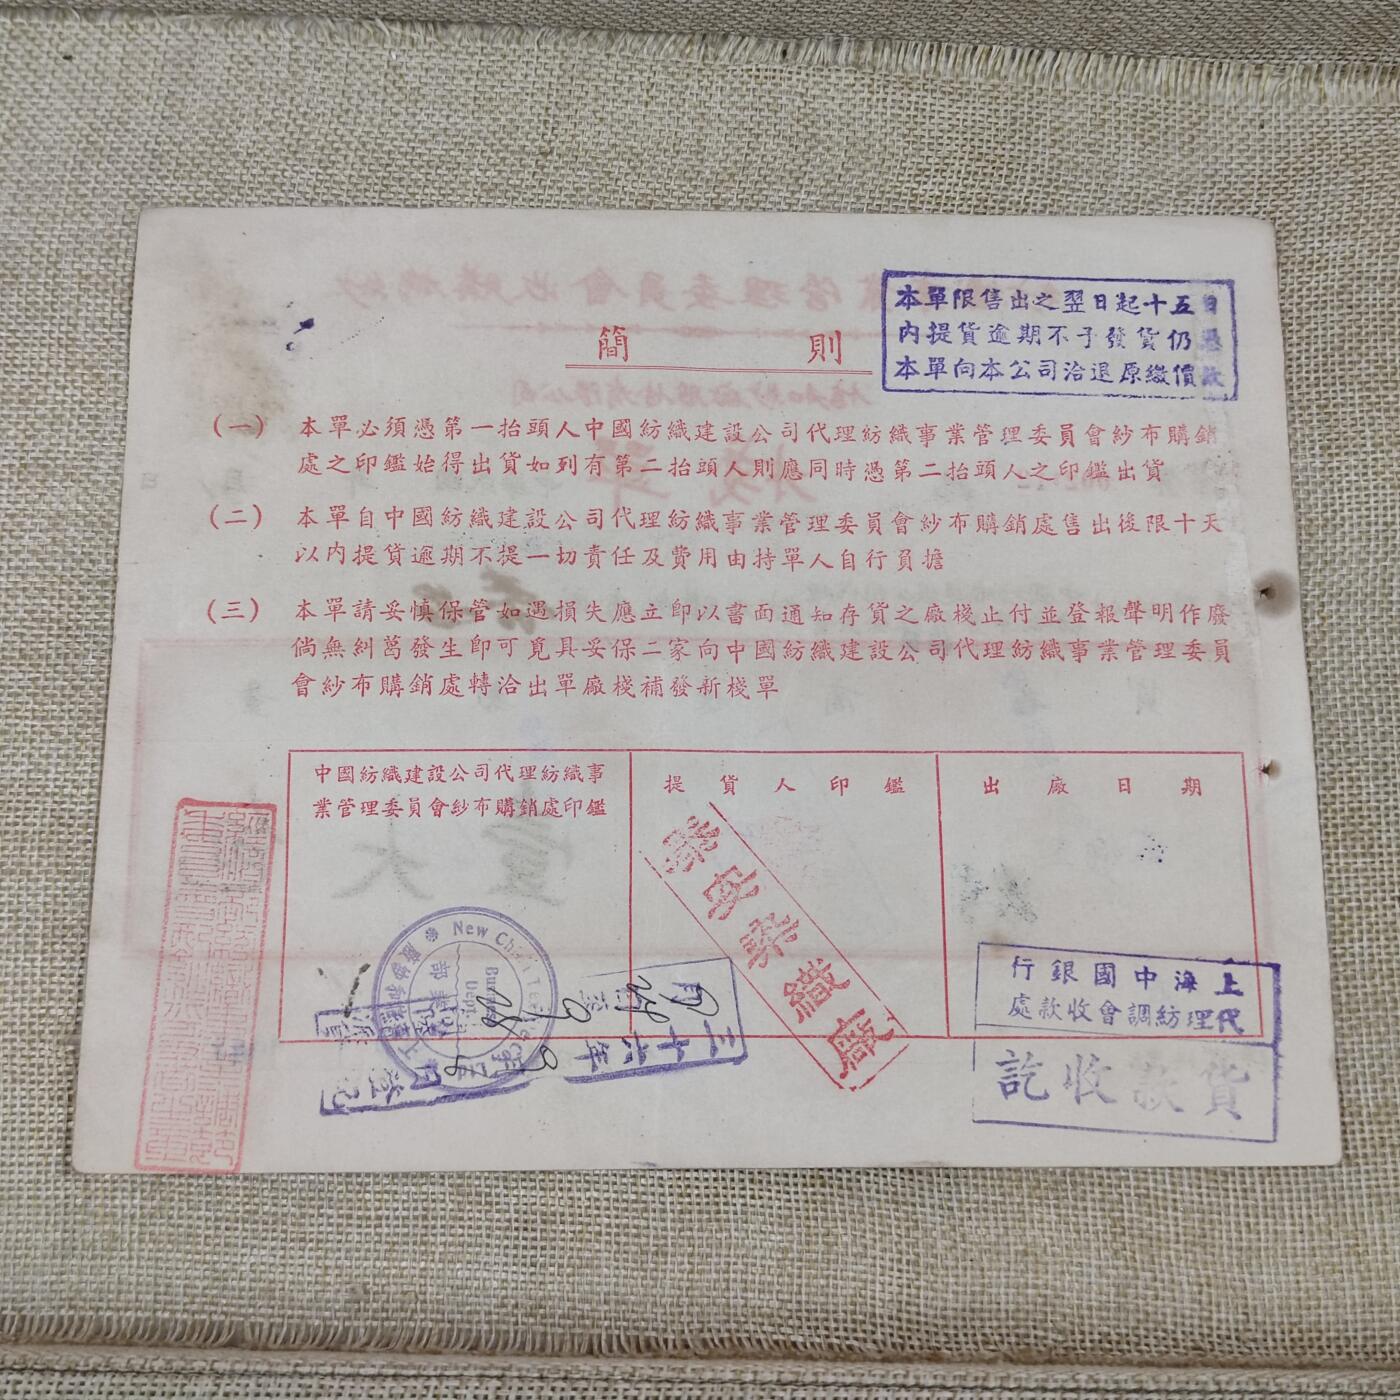 本單限售出之翌日起十五日
內提貨逾期不予發貨仍憑
本單向本公司洽退原繳價款
簡則
(一) 本單必須憑第一抬頭人中國紡織建設公司代理紡織事業管理委員會紗布購銷
處之印鑑始得出貨如列有第二抬頭人則應同時憑第二抬頭人之印鑑出貨
(二) 本單自中國紡織建設公司代理紡織事業管理委員會紗布購銷處售出後限十天
以內提貨逾期不提一切責任及費用由持單人自行員擔
(三) 本單請妥慎保管如遇損失應立即以書面通知存貨之廠棧止付並登報聲明作廢
倘無糾葛發生卽可覓具妥保二家向中國紡織建設公司代理紡織事業管理委員
會紗布購銷處轉洽出單廠棧補發新棧單
中國紡織建設公司代理紡織事
業管理委員會紗布購銷處印鑑
提貨人印鑑
出廠日期
New China Textile
Business
Dept.
三十六年
上海中國銀行
代理紡調會收款處
貨款收訖